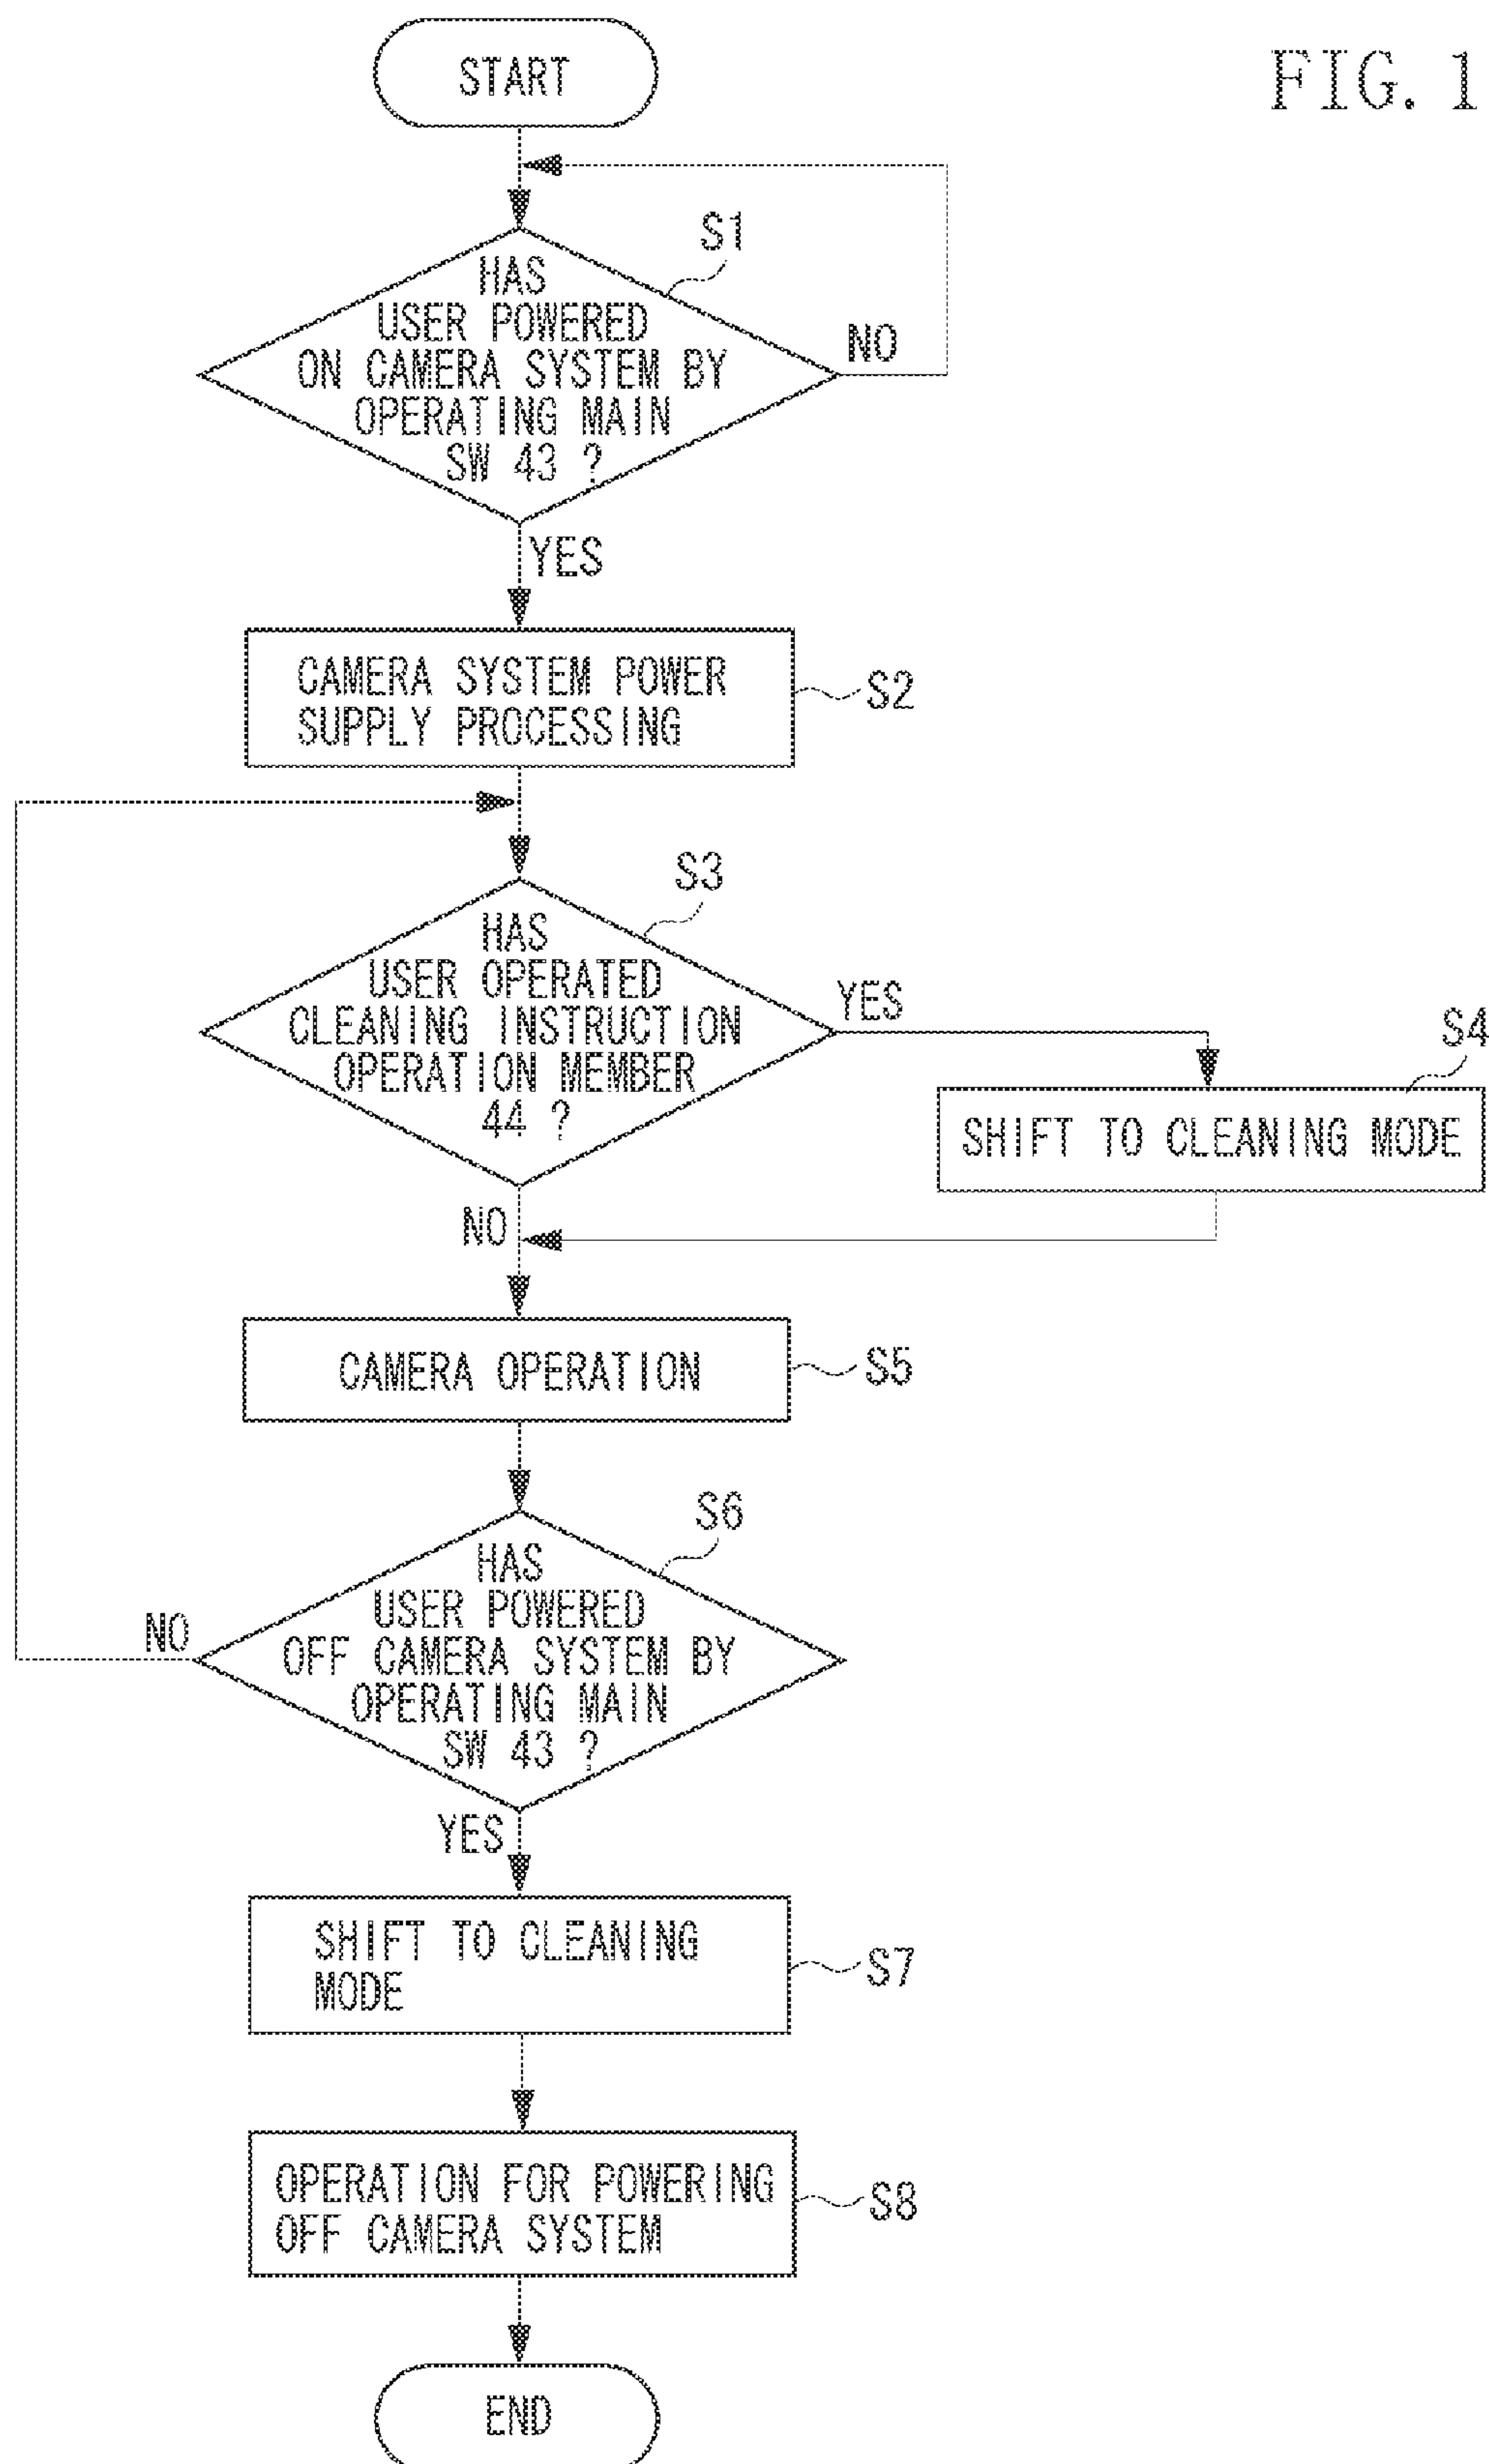 FIG. 1
START
S1
HAS
USER POWERED
ON CAMERA SYSTEM BY
OPERATING MAIN
SW 43 ?
NO
YES
CAMERA SYSTEM POWER
SUPPLY PROCESSING
S2
S3
HAS
USER OPERATED
CLEANING INSTRUCTION
OPERATION MEMBER
44 ?
YES
S4
SHIFT TO CLEANING MODE
NO
CAMERA OPERATION
S5
S6
HAS
USER POWERED
OFF CAMERA SYSTEM BY
OPERATING MAIN
SW 43 ?
NO
YES
SHIFT TO CLEANING
MODE
S7
OPERATION FOR POWERING
OFF CAMERA SYSTEM
S8
END